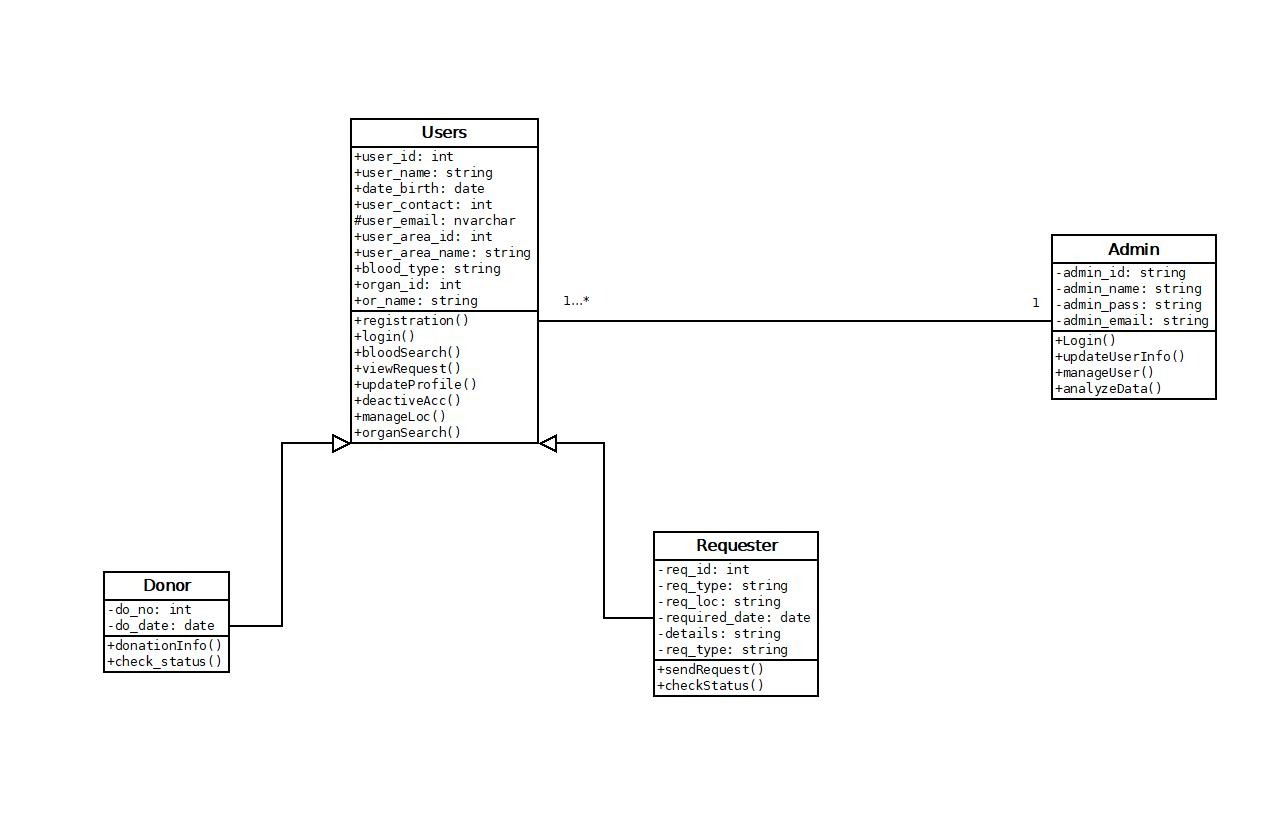 Users
+user_id: int
+user_name: string
+date_birth: date
+user_contact: int
#user_email: nvarchar
+user_area_id: int
+user_area_name: string
+blood_type: string
+organ_id: int
+or_name: string
+registration()
+login()
+bloodSearch()
+viewRequest()
+updateProfile()
+deactiveAcc()
+manageLoc()
+organSearch()
1...*
1
Admin
-admin_id: string
-admin_name: string
-admin_pass: string
-admin_email: string
+Login()
+updateUserInfo()
+manageUser()
+analyzeData()
Donor
-do_no: int
-do_date: date
+donationInfo()
+check_status()
Requester
-req_id: int
-req_type: string
-req_loc: string
-required_date: date
-details: string
-req_type: string
+sendRequest()
+checkStatus()